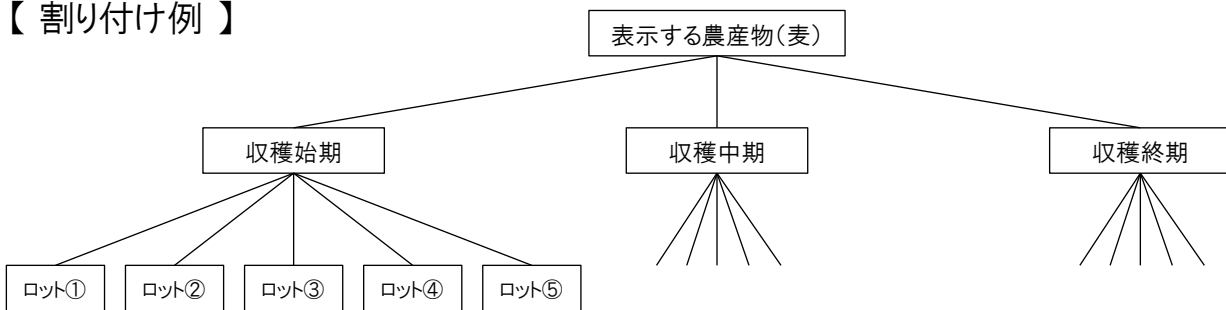 【 割り付け例 】
表示する農産物(麦)
収穫始期
収穫中期
収穫終期
ロット①
ロット②
ロット③
ロット④
ロット⑤